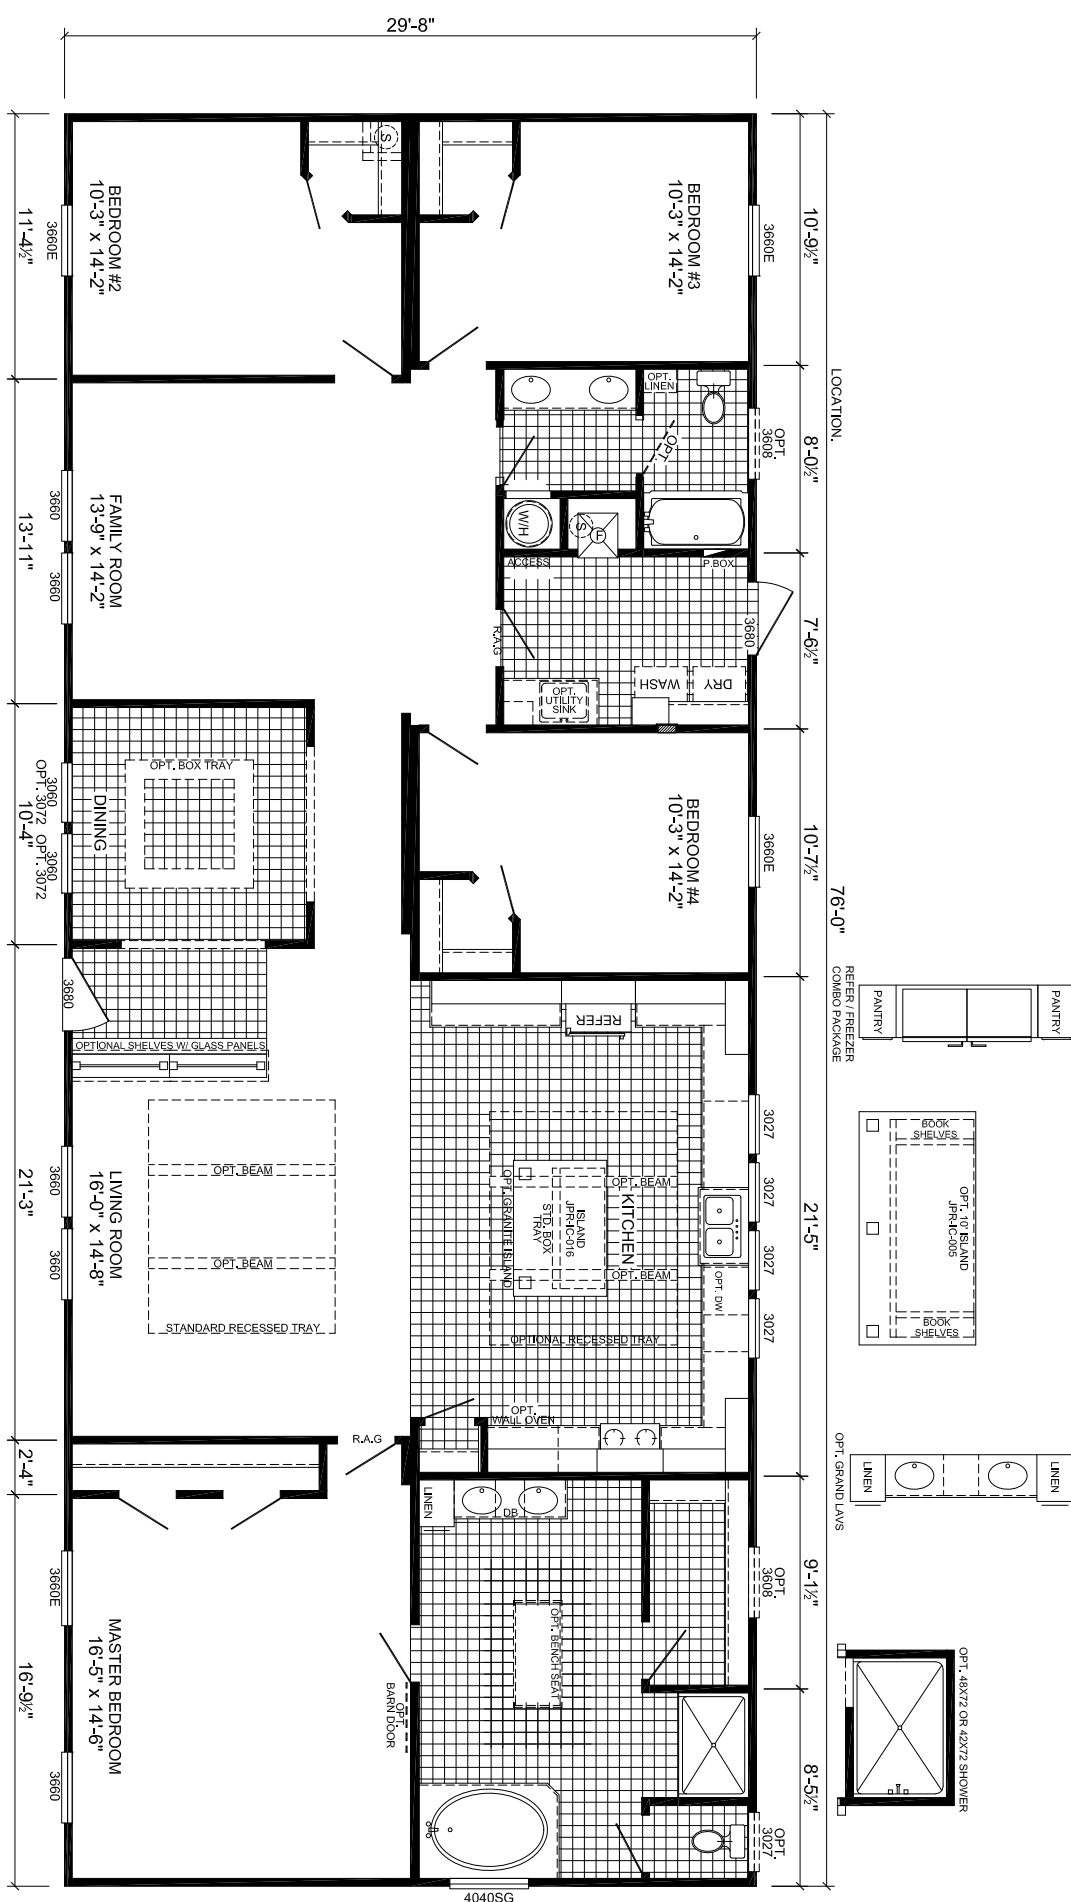 29'-8"
76'-0"
LOCATION.
10'-9½"
8'-0½"
7'-6½"
10'-7½"
21'-5"
9'-1½"
8'-5½"
11'-4½"
13'-11"
10'-4"
21'-3"
2'-4"
16'-9½"
BEDROOM #2
10'-3" x 14'-2"
3660E
S
BEDROOM #3
10'-3" x 14'-2"
3660E
OPT.
LINEN
OPT.
OPT.
3608
W/H
S
F
ACCESS
P.BOX
3680
R.A.G
WASH
DRY
OPT.
UTILITY
SINK
FAMILY ROOM
13'-9" x 14'-2"
3660
3660
OPT. BOX TRAY
DINING
3060
OPT. 3072
3060
OPT. 3072
BEDROOM #4
10'-3" x 14'-2"
3660E
3680
OPTIONAL SHELVES W/ GLASS PANELS
OPT. BEAM
OPT. BEAM
STANDARD RECESSED TRAY
LIVING ROOM
16'-0" x 14'-8"
3660
3660
REFER
KITCHEN
OPT. BEAM
OPT. BEAM
ISLAND
JPR-IC-016
STD. BOX
TRAY
OPT. GRANITE ISLAND
OPTIONAL RECESSED TRAY
OPT. DW
3027
3027
3027
3027
OPT.
WALL OVEN
R.A.G
LINEN
DB
OPT. BENCH SEAT
OPT.
3608
OPT.
3027
OPT.
BARN DOOR
4040SG
MASTER BEDROOM
16'-5" x 14'-6"
3660E
3660
PANTRY
PANTRY
REFER / FREEZER
COMBO PACKAGE
BOOK
SHELVES
OPT. 10' ISLAND
JPR-IC-005
BOOK
SHELVES
LINEN
LINEN
OPT. GRAND LAVS
OPT. 48X72 OR 42X72 SHOWER